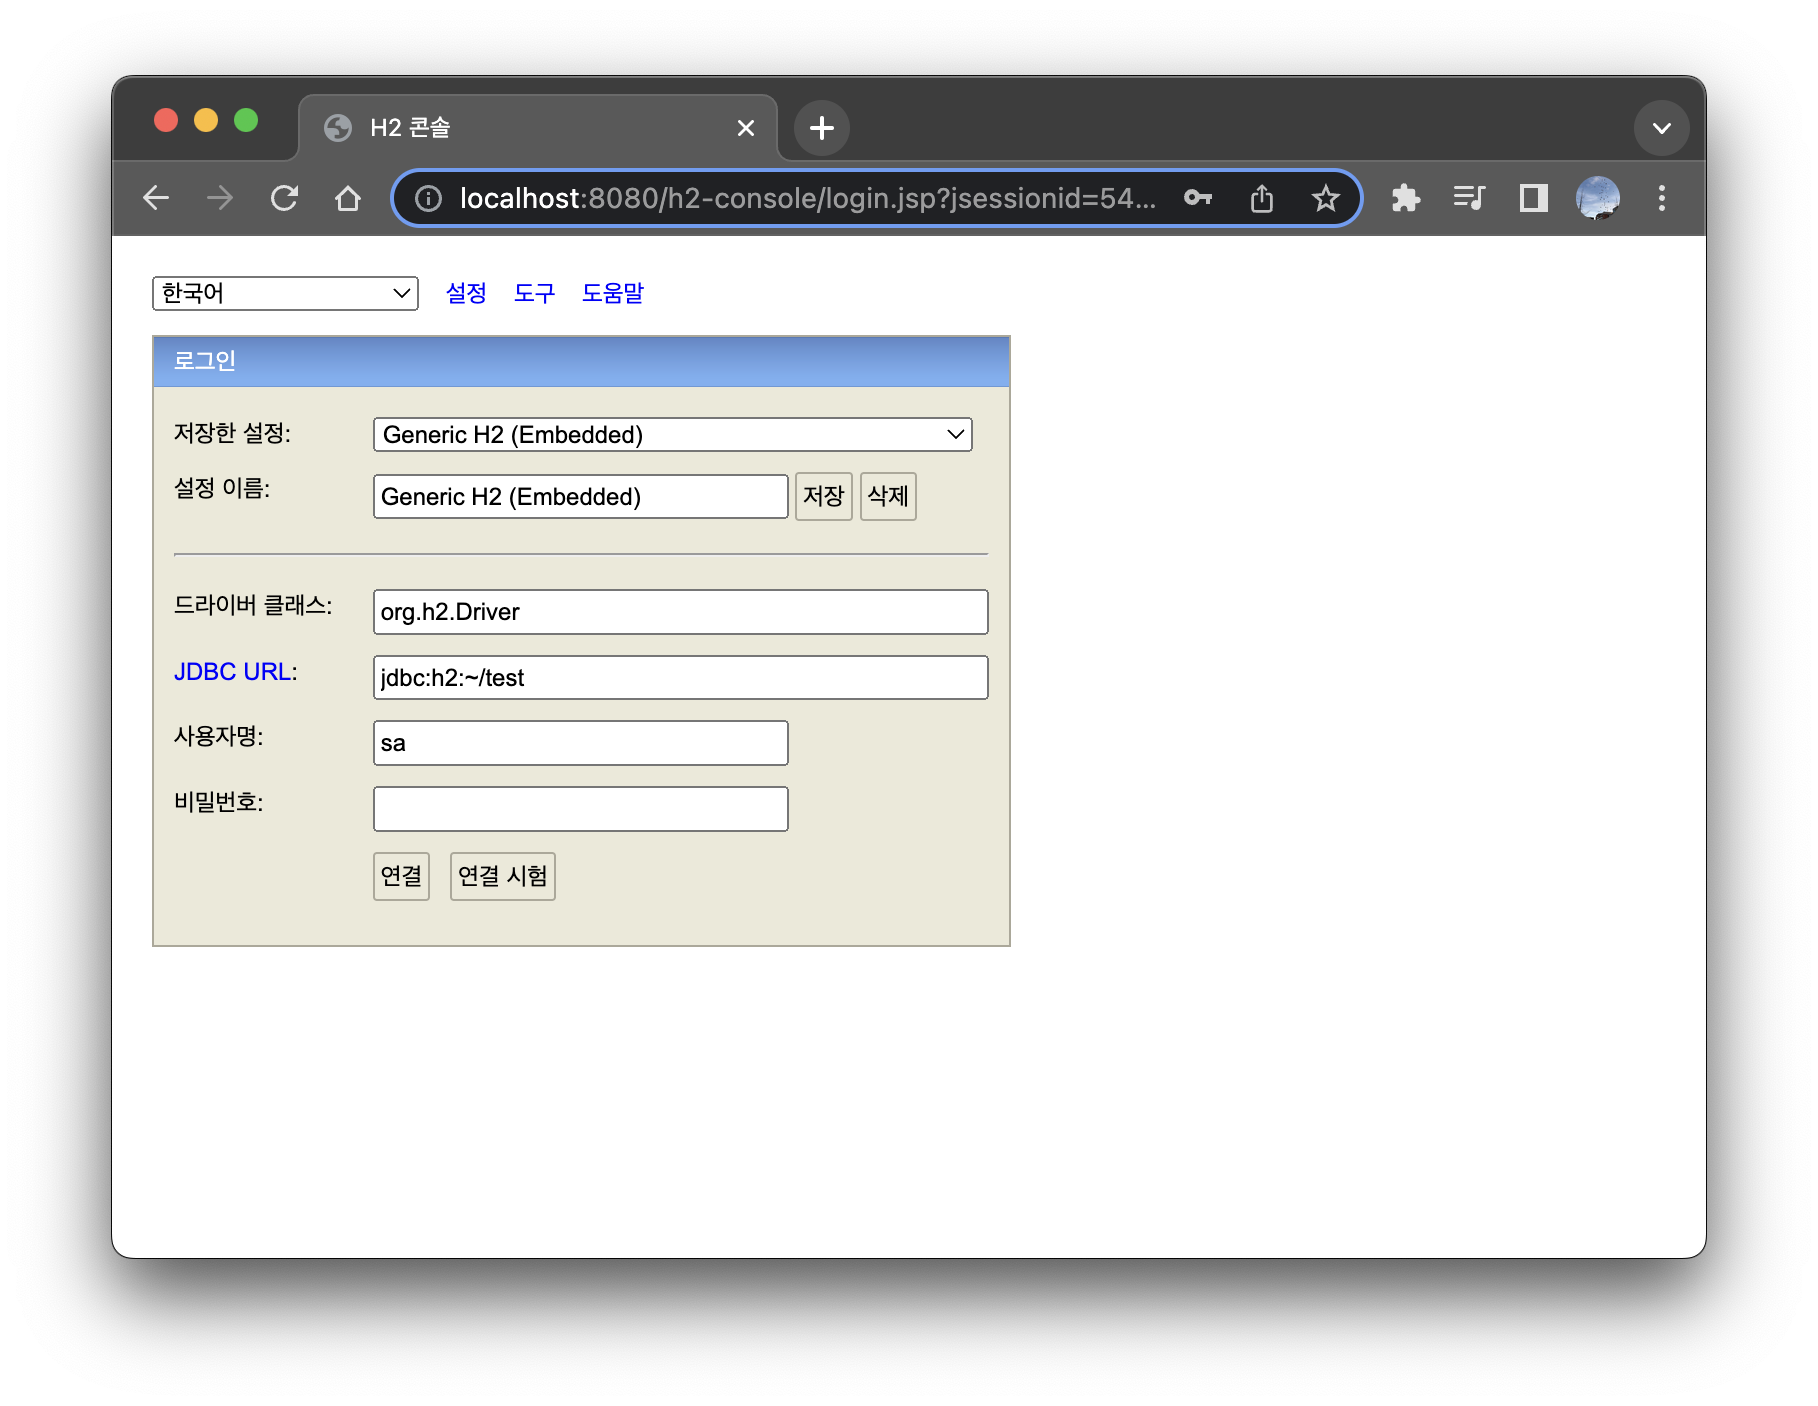 H2 콘솔
localhost:8080/h2-console/login.jsp?jsessionid=54...
한국어 설정 도구 도움말
로그인
저장한 설정: Generic H2 (Embedded)
설정 이름: Generic H2 (Embedded) 저장 삭제
드라이버 클래스: org.h2.Driver
JDBC URL: jdbc:h2:~/test
사용자명: sa
비밀번호:
연결 연결 시험